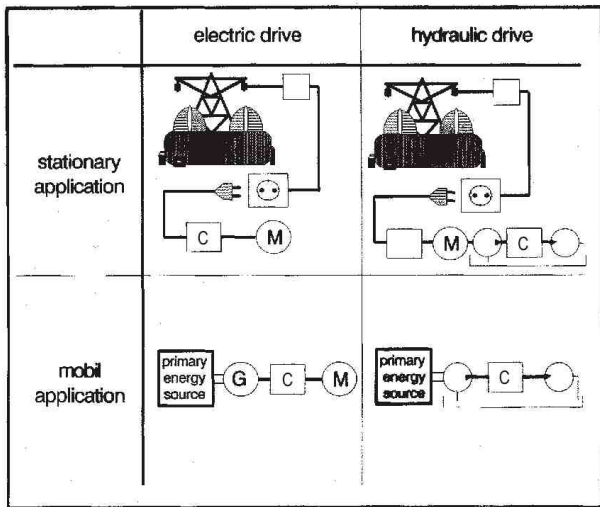 electric drive
hydraulic drive
stationary
application
C
M
M
C
mobil
application
primary
energy
source
G
C
M
primary
energy
source
C